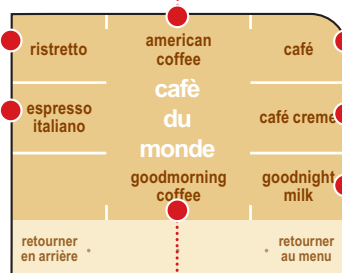 ristretto
american
coffee
café
cafè
du
monde
espresso
italiano
café creme
goodmorning
coffee
goodnight
milk
retourner
en arrière
retourner
au menu